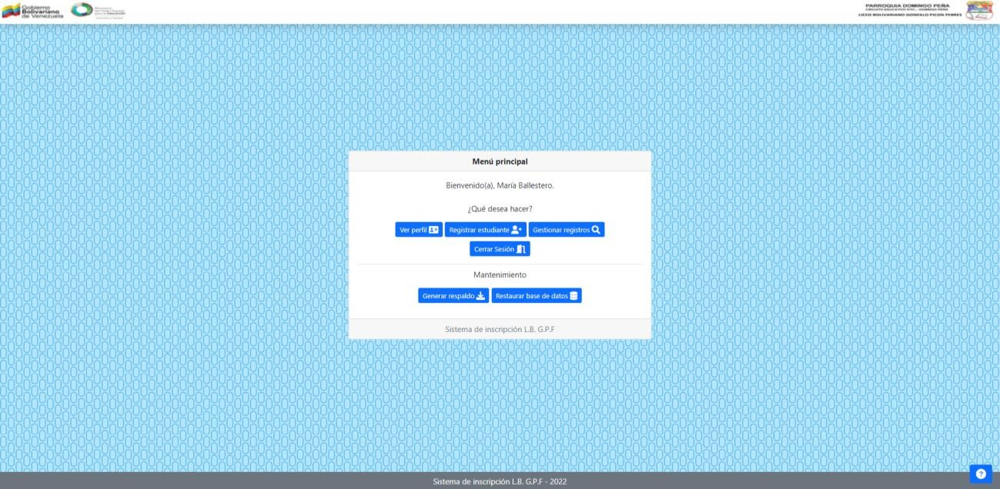 Gobierno
Bolivariano
de Venezuela
PARROQUIA DOMINGO PEÑA
LICEO BOLIVARIANO GONZALO PICON FEBRES
Menú principal
Bienvenido(a), María Ballestero.
¿Qué desea hacer?
Ver perfil Registrar estudiante Gestionar registros
Cerrar Sesión
Mantenimiento
Generar respaldo Restaurar base de datos
Sistema de inscripción L.B. G.P.F
Sistema de inscripción L.B. G.P.F - 2022